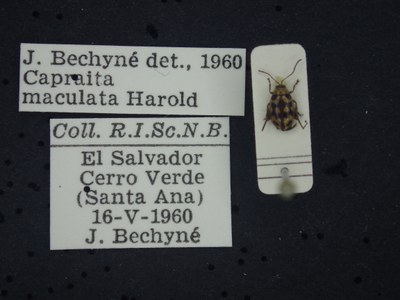 J. Bechyné det., 1960
Capraita
maculata Harold
Coll. R.I.Sc.N.B.
El Salvador
Cerro Verde
(Santa Ana)
16-V-1960
J. Bechyné